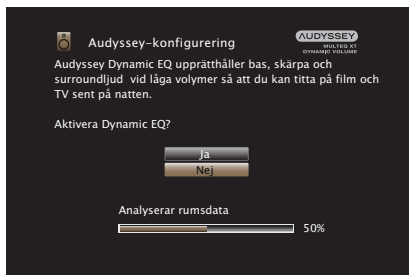 Audyssey-konfigurering
AUDYSSEY
MULTEQ XT
DYNAMIC VOLUME
Audyssey Dynamic EQ upprätthåller bas, skärpa och
surroundljud vid låga volymer så att du kan titta på film och
TV sent på natten.
Aktivera Dynamic EQ?
Ja
Nej
Analyserar rumsdata
50%